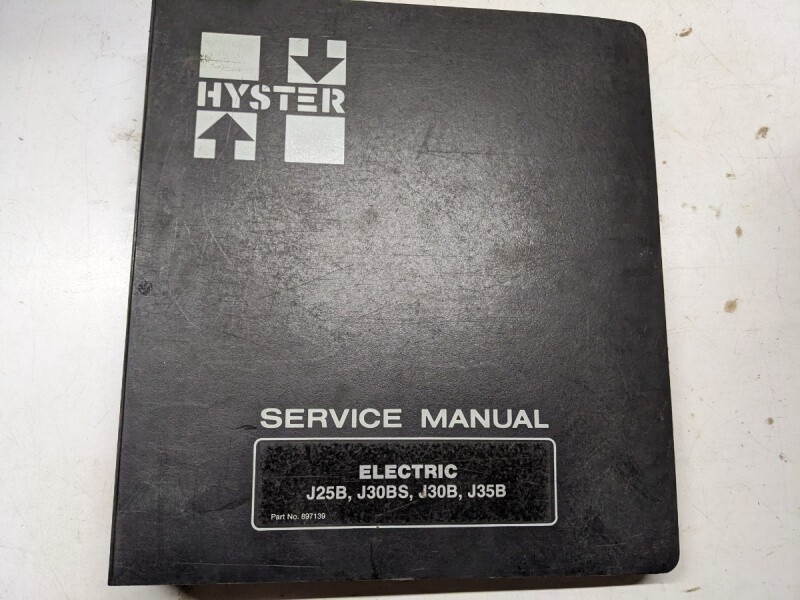 HYSTER
SERVICE MANUAL
ELECTRIC
J25B, J30BS, J30B, J35B
Part No. 897139